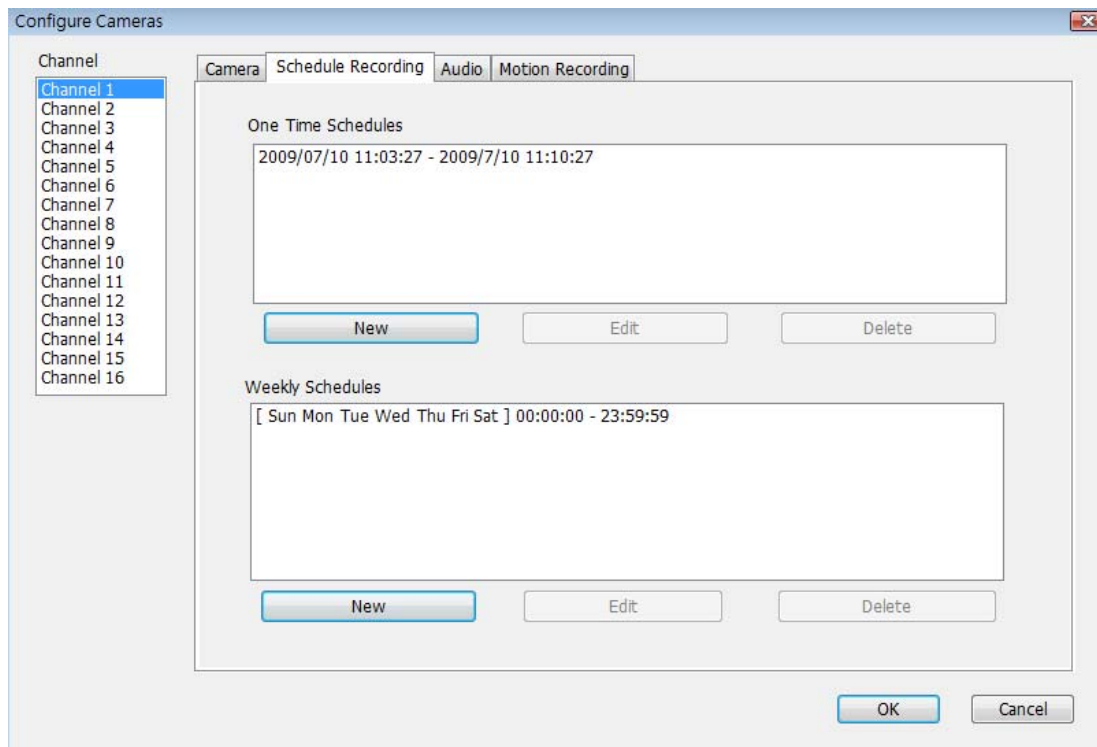 Configure Cameras
Channel
Channel 1
Channel 2
Channel 3
Channel 4
Channel 5
Channel 6
Channel 7
Channel 8
Channel 9
Channel 10
Channel 11
Channel 12
Channel 13
Channel 14
Channel 15
Channel 16
Camera
Schedule Recording
Audio
Motion Recording
One Time Schedules
2009/07/10 11:03:27 - 2009/7/10 11:10:27
New
Edit
Delete
Weekly Schedules
[ Sun Mon Tue Wed Thu Fri Sat ] 00:00:00 - 23:59:59
New
Edit
Delete
OK
Cancel